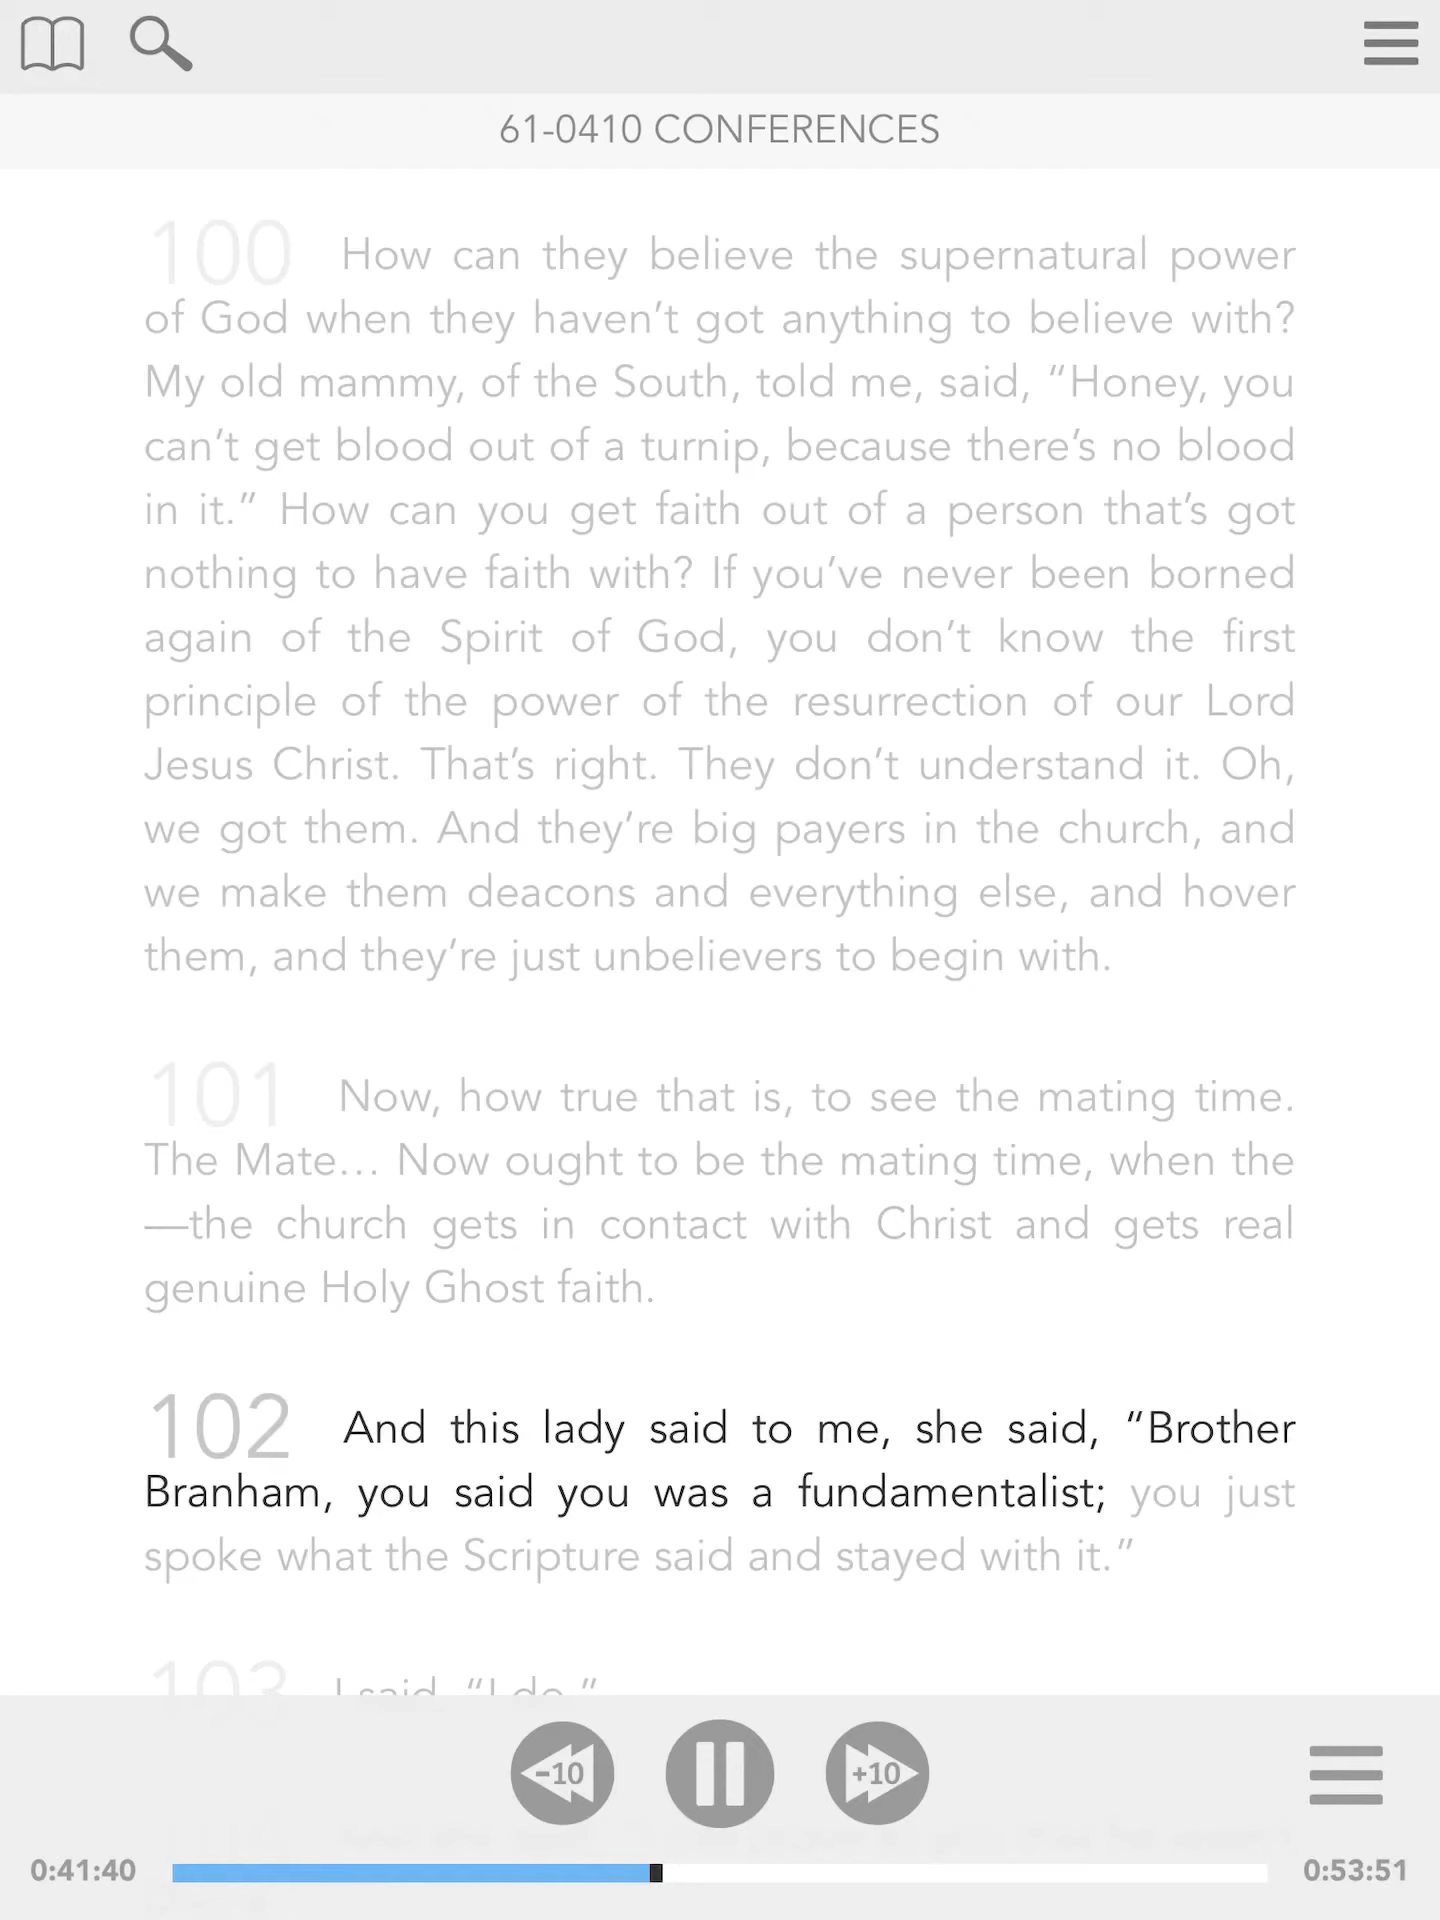 61-0410 CONFERENCES
100 How can they believe the supernatural power
of God when they haven’t got anything to believe with?
My old mammy, of the South, told me, said, “Honey, you
can’t get blood out of a turnip, because there’s no blood
in it.” How can you get faith out of a person that’s got
nothing to have faith with? If you’ve never been borned
again of the Spirit of God, you don’t know the first
principle of the power of the resurrection of our Lord
Jesus Christ. That’s right. They don’t understand it. Oh,
we got them. And they’re big payers in the church, and
we make them deacons and everything else, and hover
them, and they’re just unbelievers to begin with.
101 Now, how true that is, to see the mating time.
The Mate… Now ought to be the mating time, when the
—the church gets in contact with Christ and gets real
genuine Holy Ghost faith.
102 And this lady said to me, she said, “Brother
Branham, you said you was a fundamentalist; you just
spoke what the Scripture said and stayed with it.”
103 I said, “I do.”
-10 +10
0:41:40 0:53:51